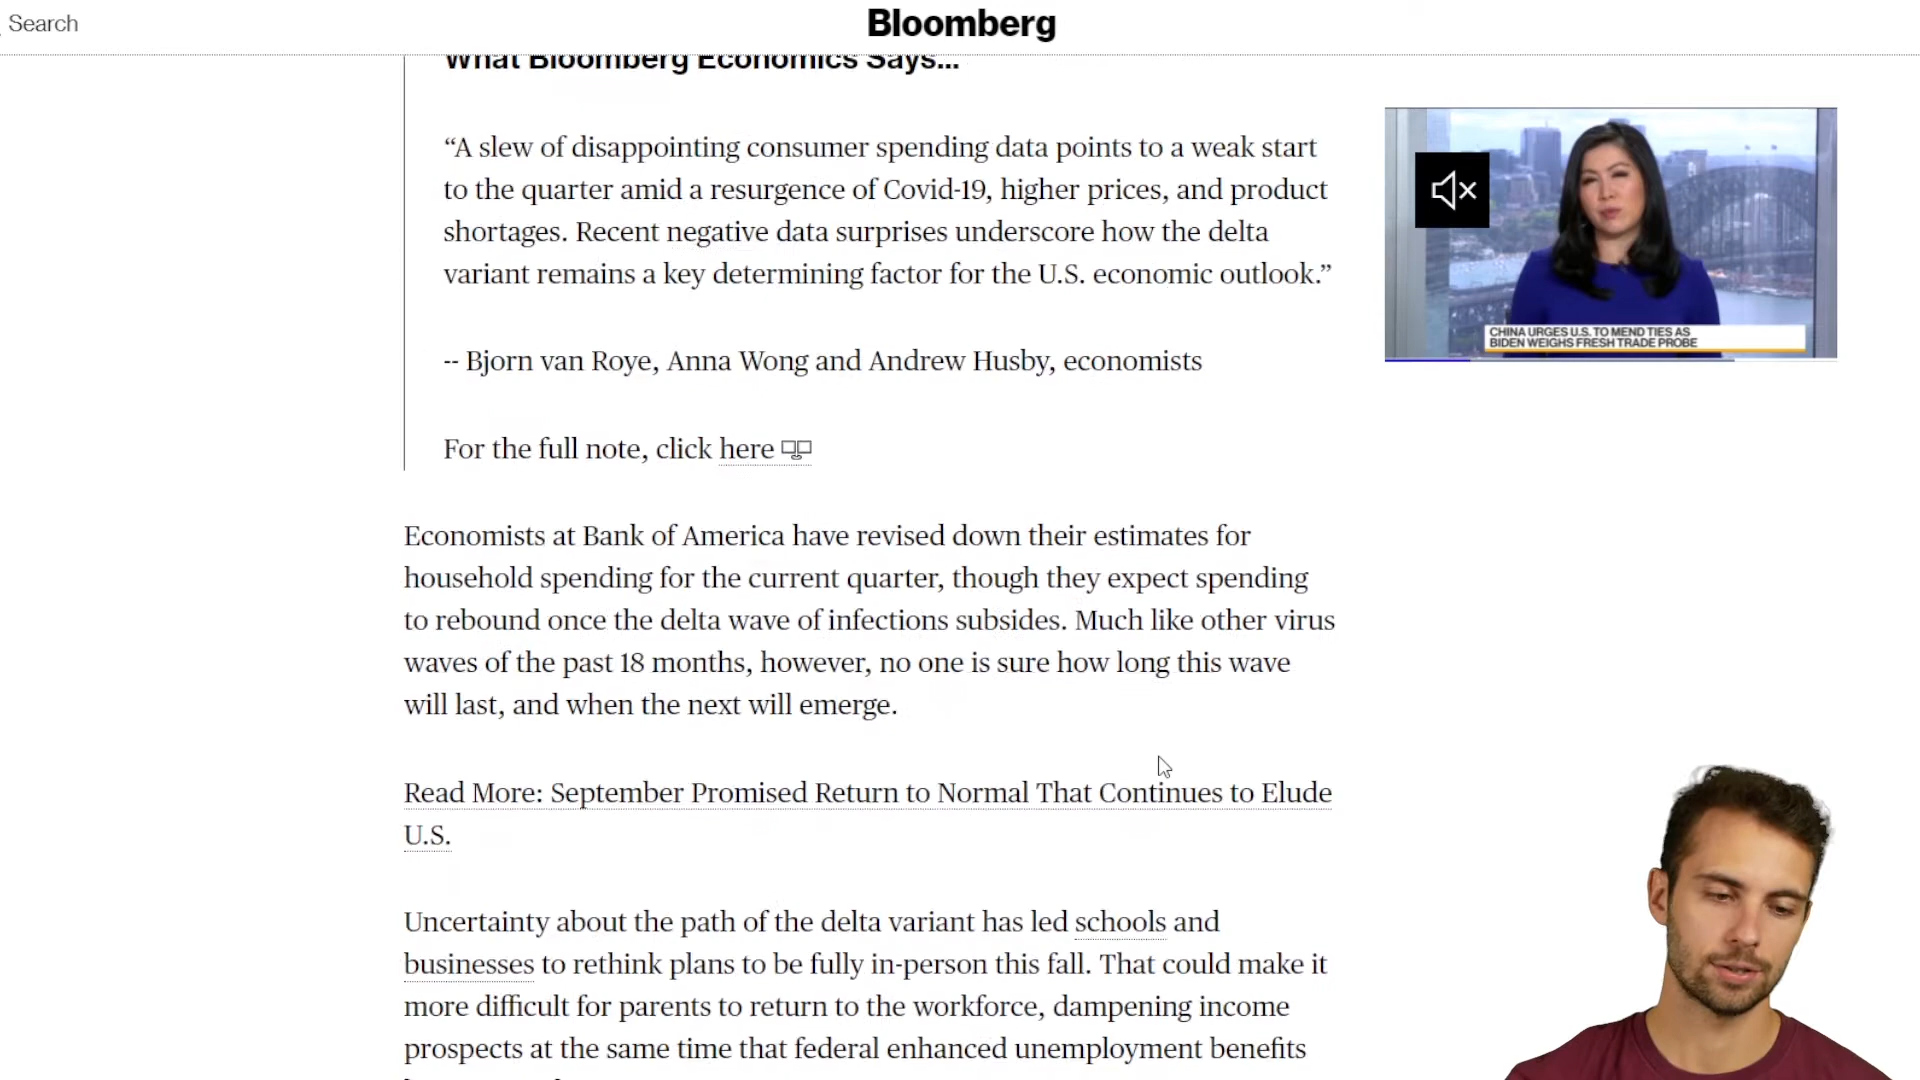 Search
Bloomberg
What Bloomberg Economics Says...
“A slew of disappointing consumer spending data points to a weak start
to the quarter amid a resurgence of Covid-19, higher prices, and product
shortages. Recent negative data surprises underscore how the delta
variant remains a key determining factor for the U.S. economic outlook.”
-- Bjorn van Roye, Anna Wong and Andrew Husby, economists
For the full note, click here
CHINA URGES U.S. TO MEND TIES AS
BIDEN WEIGHS FRESH TRADE PROBE
Economists at Bank of America have revised down their estimates for
household spending for the current quarter, though they expect spending
to rebound once the delta wave of infections subsides. Much like other virus
waves of the past 18 months, however, no one is sure how long this wave
will last, and when the next will emerge.
Read More: September Promised Return to Normal That Continues to Elude
U.S.
Uncertainty about the path of the delta variant has led schools and
businesses to rethink plans to be fully in-person this fall. That could make it
more difficult for parents to return to the workforce, dampening income
prospects at the same time that federal enhanced unemployment benefits